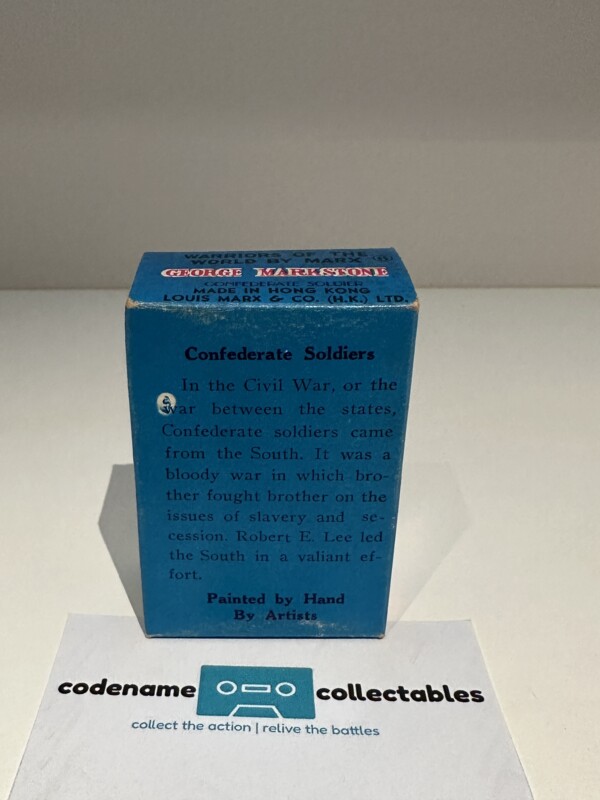 WARRIORS OF THE
WORLD BY MARX
GEORGE MARKSTONE
CONFEDERATE SOLDIER
MADE IN HONG KONG
LOUIS MARX & CO. (H.K.) LTD.
Confederate Soldiers
In the Civil War, or the
war between the states,
Confederate soldiers came
from the South. It was a
bloody war in which bro-
ther fought brother on the
issues of slavery and se-
cession. Robert E. Lee led
the South in a valiant ef-
fort.
Painted by Hand
By Artists
codename collectables
collect the action | relive the battles